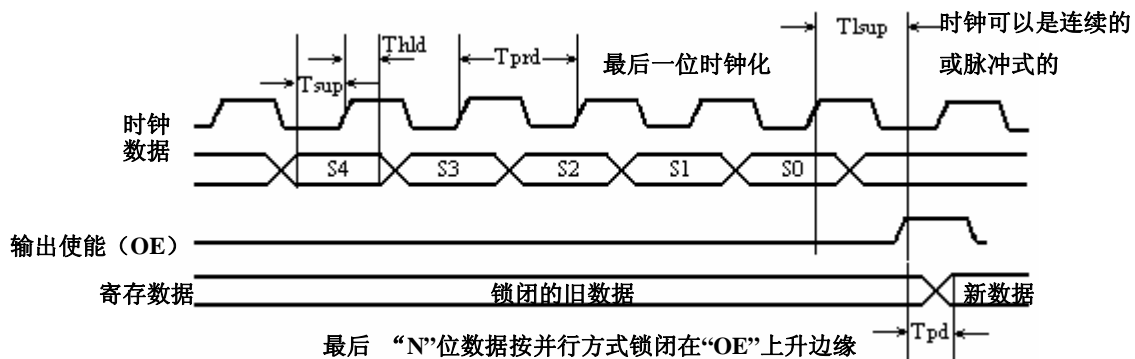 Tlsup
时钟可以是连续的
或脉冲式的
Thld
Tprd
最后一位时钟化
Tsup
时钟
数据
S4 S3 S2 S1 S0
输出使能（OE）
寄存数据
锁闭的旧数据
新数据
Tpd
最后 “N”位数据按并行方式锁闭在“OE”上升边缘